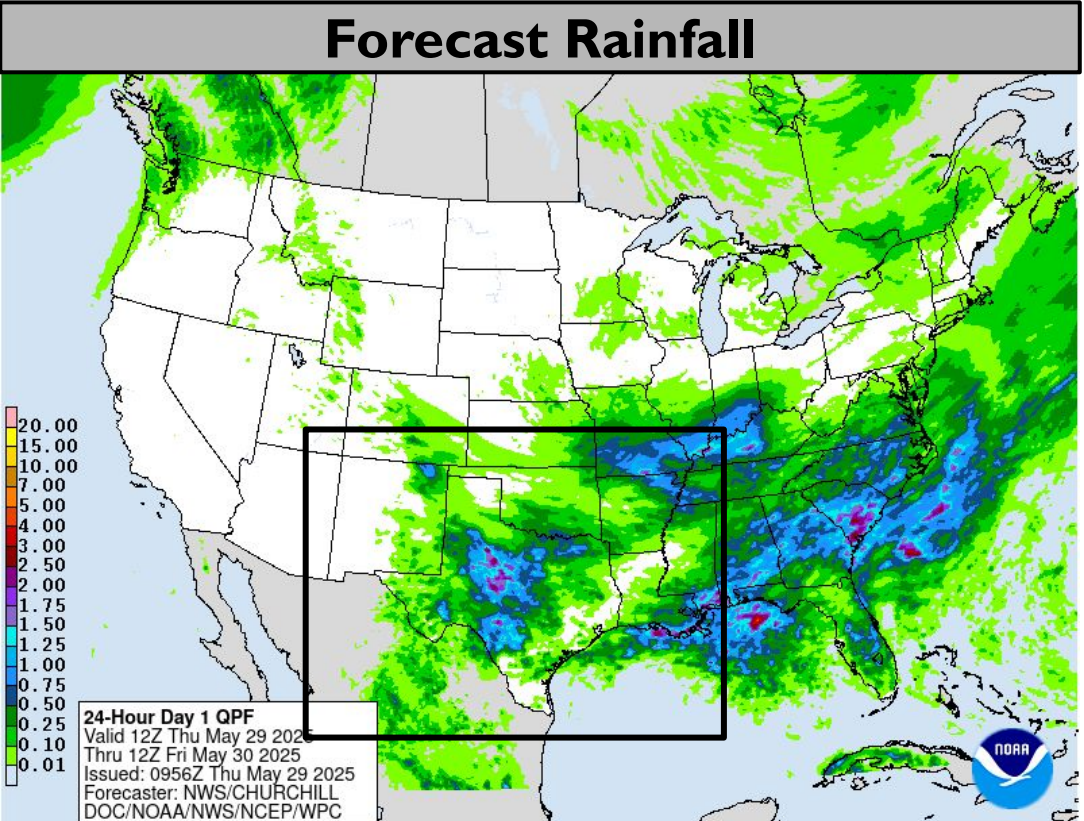 Forecast Rainfall
20.00
15.00
10.00
7.00
5.00
4.00
3.00
2.50
2.00
1.75
1.50
1.25
1.00
0.75
0.50
0.25
0.10
0.01
24-Hour Day 1 QPF
Valid 12Z Thu May 29 2025
Thru 12Z Fri May 30 2025
Issued: 0956Z Thu May 29 2025
Forecaster: NWS/CHURCHILL
DOC/NOAA/NWS/NCEP/WPC
NOAA